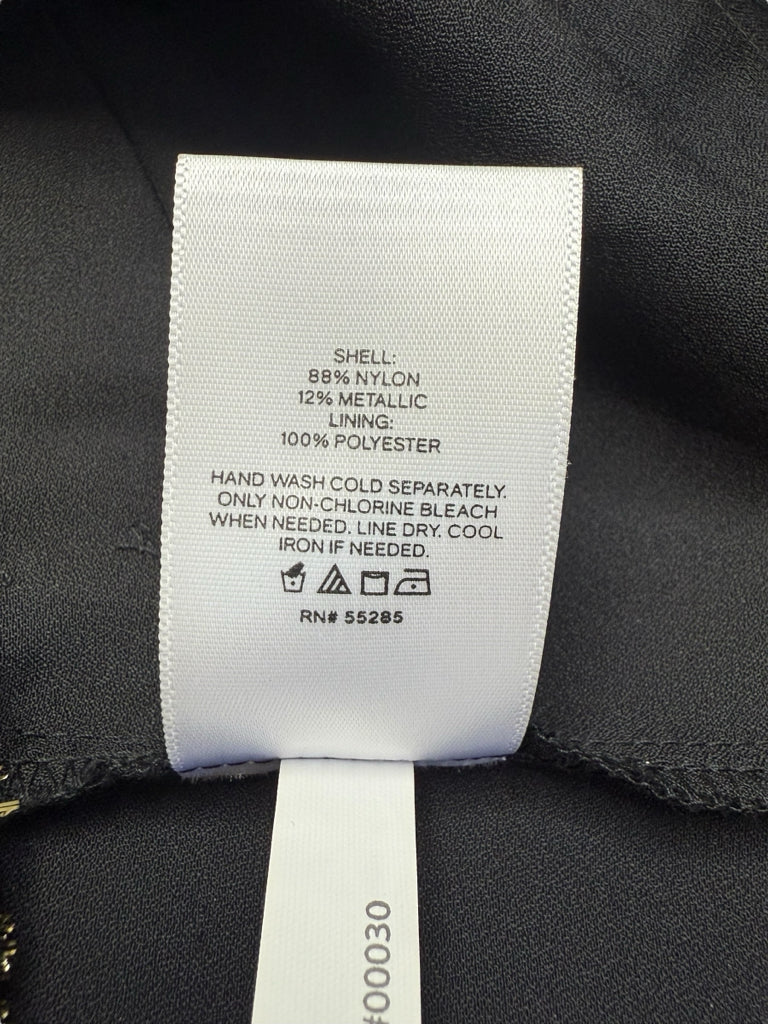 SHELL:
88% NYLON
12% METALLIC
LINING:
100% POLYESTER
HAND WASH COLD SEPARATELY.
ONLY NON-CHLORINE BLEACH
WHEN NEEDED. LINE DRY. COOL
IRON IF NEEDED.
RN# 55285
#00030